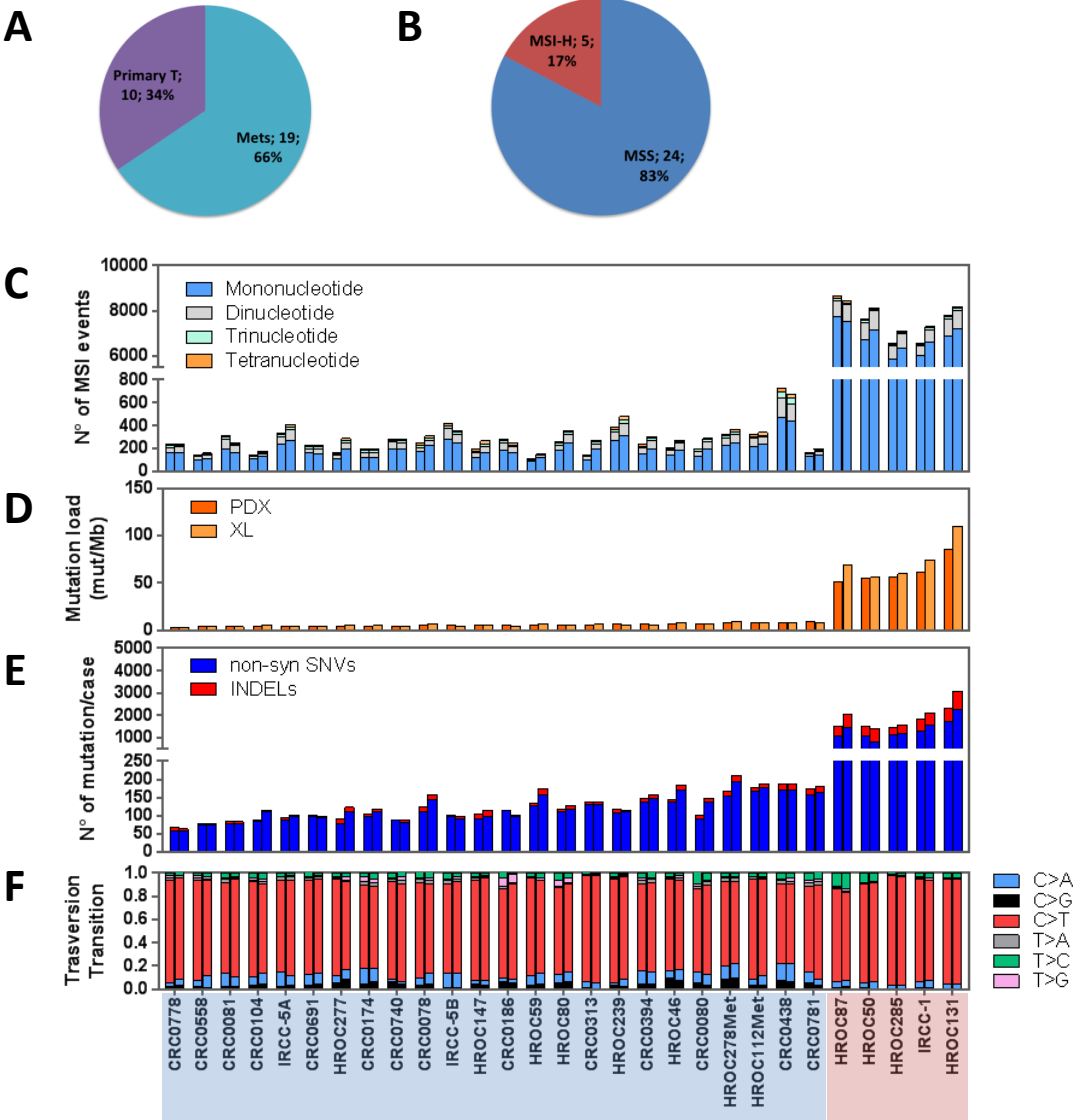 A
Primary T;
10; 34%
Mets; 19;
66%
B
MSI-H; 5;
17%
MSS; 24;
83%
C
N° of MSI events
10000
8000
6000
800
600
400
200
0
Mononucleotide
Dinucleotide
Trinucleotide
Tetranucleotide
D
Mutation load
(mut/Mb)
150
100
50
0
PDX
XL
E
N° of mutation/case
5000
4000
3000
2000
1000
250
200
150
100
50
0
non-syn SNVs
INDELs
F
Trasversion
Transition
1.0
0.8
0.6
0.4
0.2
0.0
C>A
C>G
C>T
T>A
T>C
T>G
CRC0778
CRC0558
CRC0081
CRC0104
IRCC-5A
CRC0691
HROC277
CRC0174
CRC0740
CRC0078
IRCC-5B
HROC147
CRC0186
HROC59
HROC80
CRC0313
HROC239
CRC0394
HROC46
CRC0080
HROC278Met
HROC112Met
CRC0438
CRC0781
HROC87
HROC50
HROC285
IRCC-1
HROC131